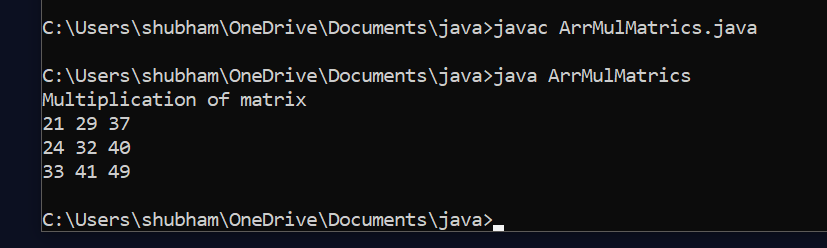 C:\Users\shubham\OneDrive\Documents\java>javac ArrMulMatrics.java
C:\Users\shubham\OneDrive\Documents\java>java ArrMulMatrics
Multiplication of matrix
21 29 37
24 32 40
33 41 49
C:\Users\shubham\OneDrive\Documents\java>